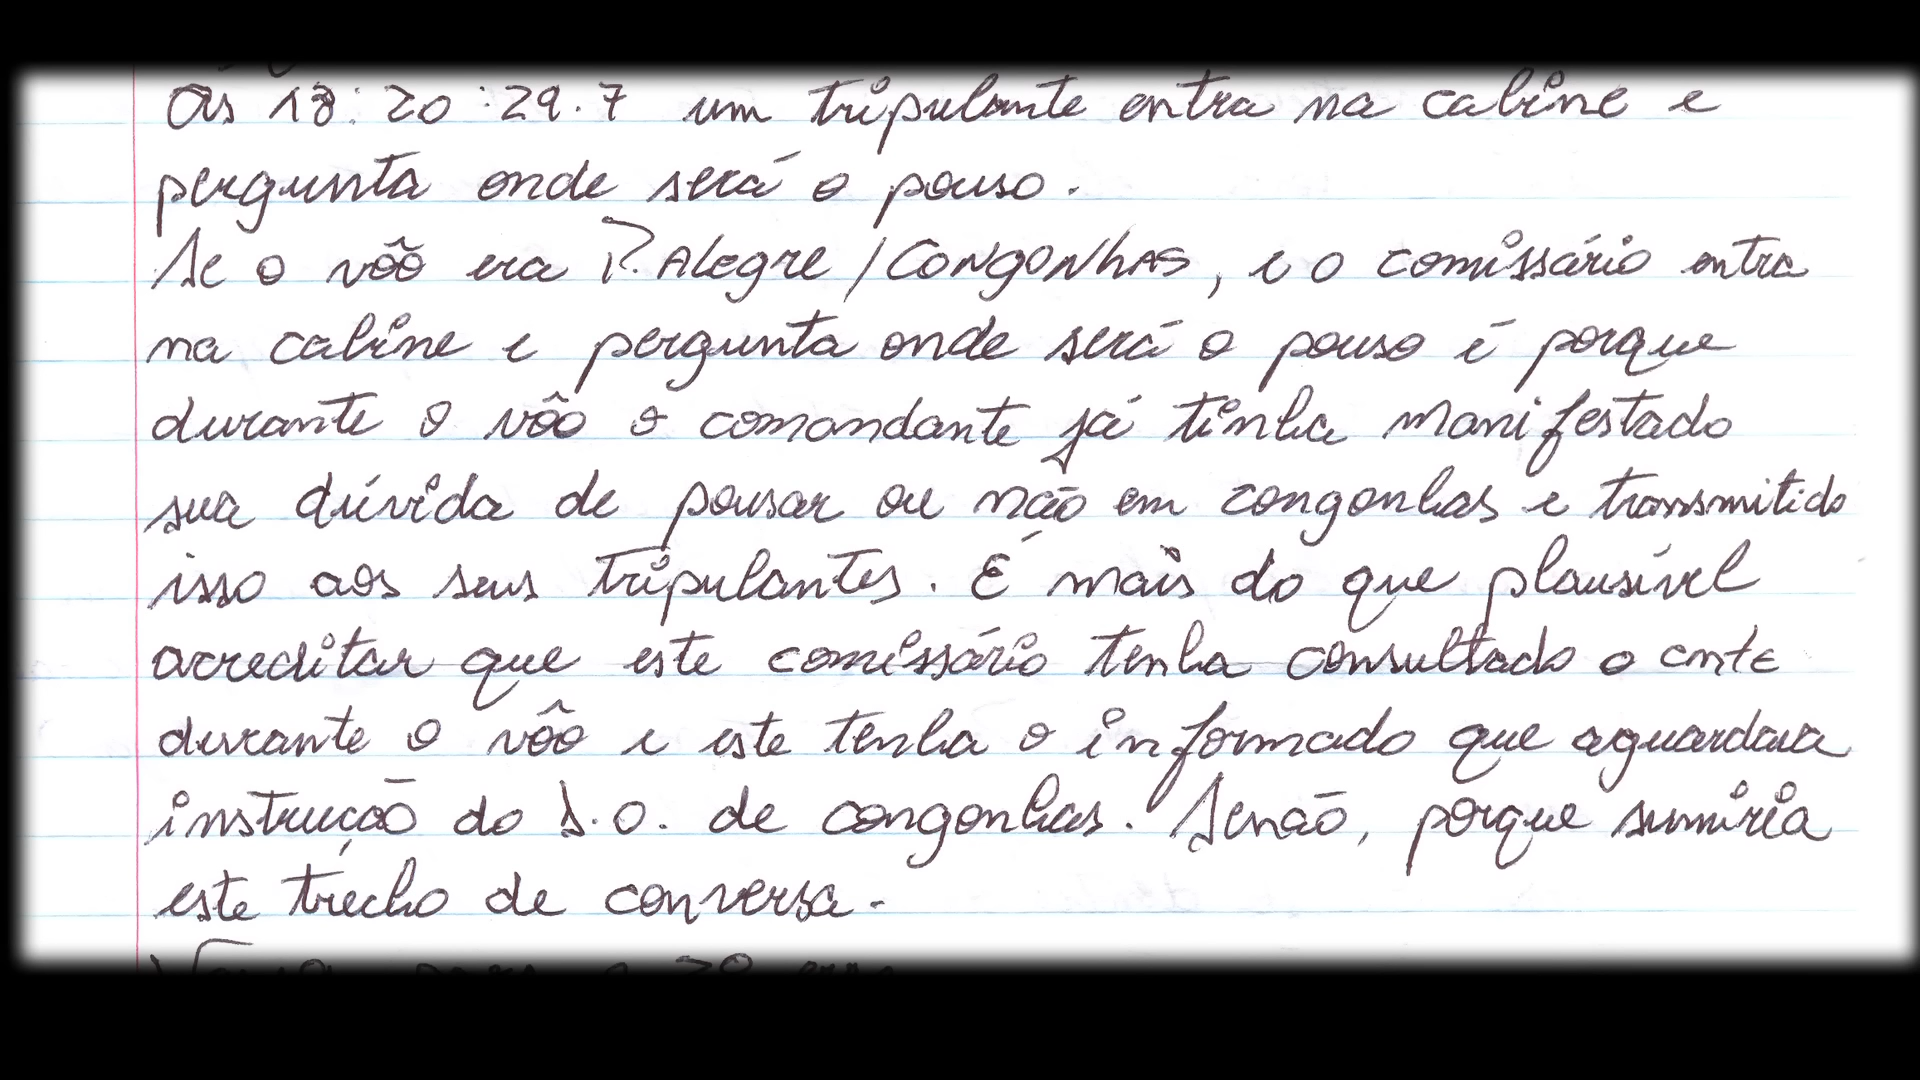 Às 18:20:29.7 um tripulante entra na cabine e
pergunta onde será o pouso.
Se o vôo era P. Alegre / Congonhas, e o comissário entra
na cabine e pergunta onde será o pouso é porque
durante o vôo o comandante já tinha manifestado
sua dúvida de pousar ou não em congonhas e transmitido
isso aos seus tripulantes. É mais do que plausível
acreditar que este comissário tenha consultado o cmte
durante o vôo e este tenha o informado que aguardava
instrução do D.O. de congonhas. Senão, porque sumiria
este trecho de conversa.